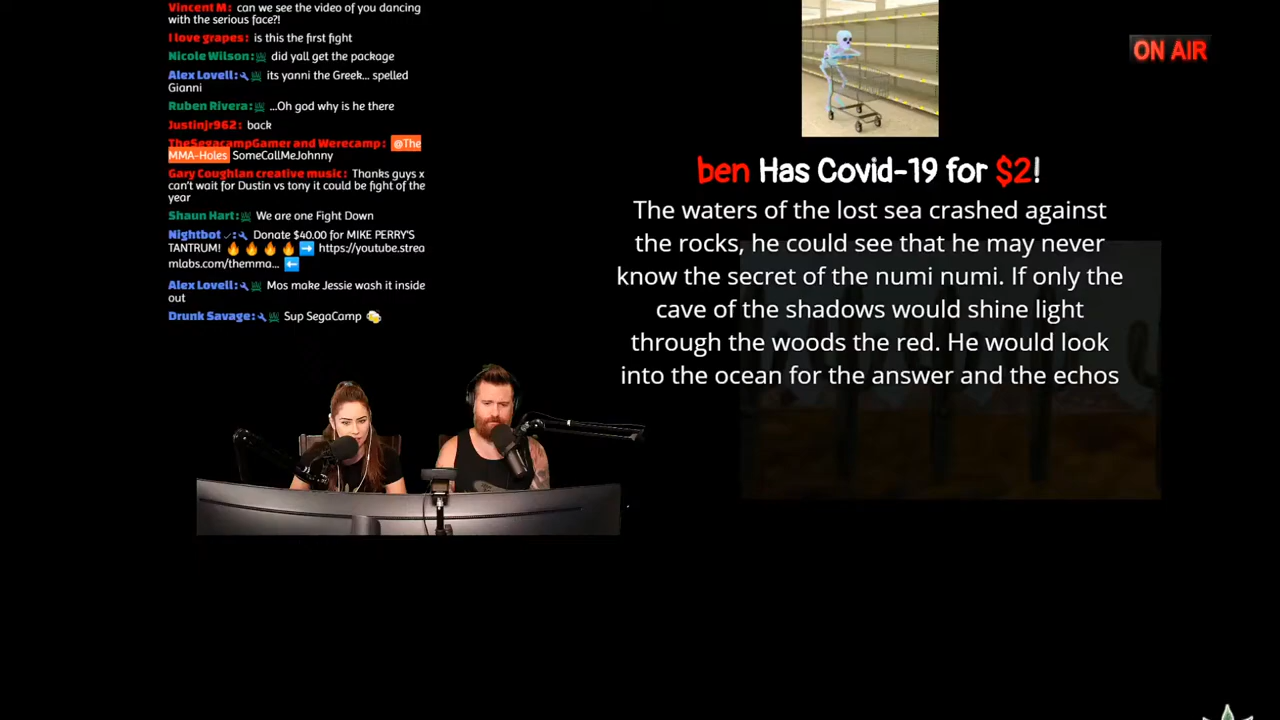 Vincent M: can we see the video of you dancing
with the serious face?!
I love grapes: is this the first fight
Nicole Wilson: did yall get the package
Alex Lovell: its yanni the Greek... spelled
Gianni
Ruben Rivera: ...Oh god why is he there
Justinjr962: back
TheSegacampGamer and Werecamp: @The
MMA-Holes SomeCallMeJohnny
Gary Coughlan creative music: Thanks guys x
can't wait for Dustin vs tony it could be fight of the
year
Shaun Hart: We are one Fight Down
Nightbot ✓: Donate $40.00 for MIKE PERRY'S
TANTRUM! 🔥 🔥 🔥 🔥 ➡️ https://youtube.strea
mlabs.com/themma... ⬅️
Alex Lovell: Mos make Jessie wash it inside
out
Drunk Savage: Sup SegaCamp 🍻
ON AIR
ben Has Covid-19 for $2!
The waters of the lost sea crashed against
the rocks, he could see that he may never
know the secret of the numi numi. If only the
cave of the shadows would shine light
through the woods the red. He would look
into the ocean for the answer and the echos